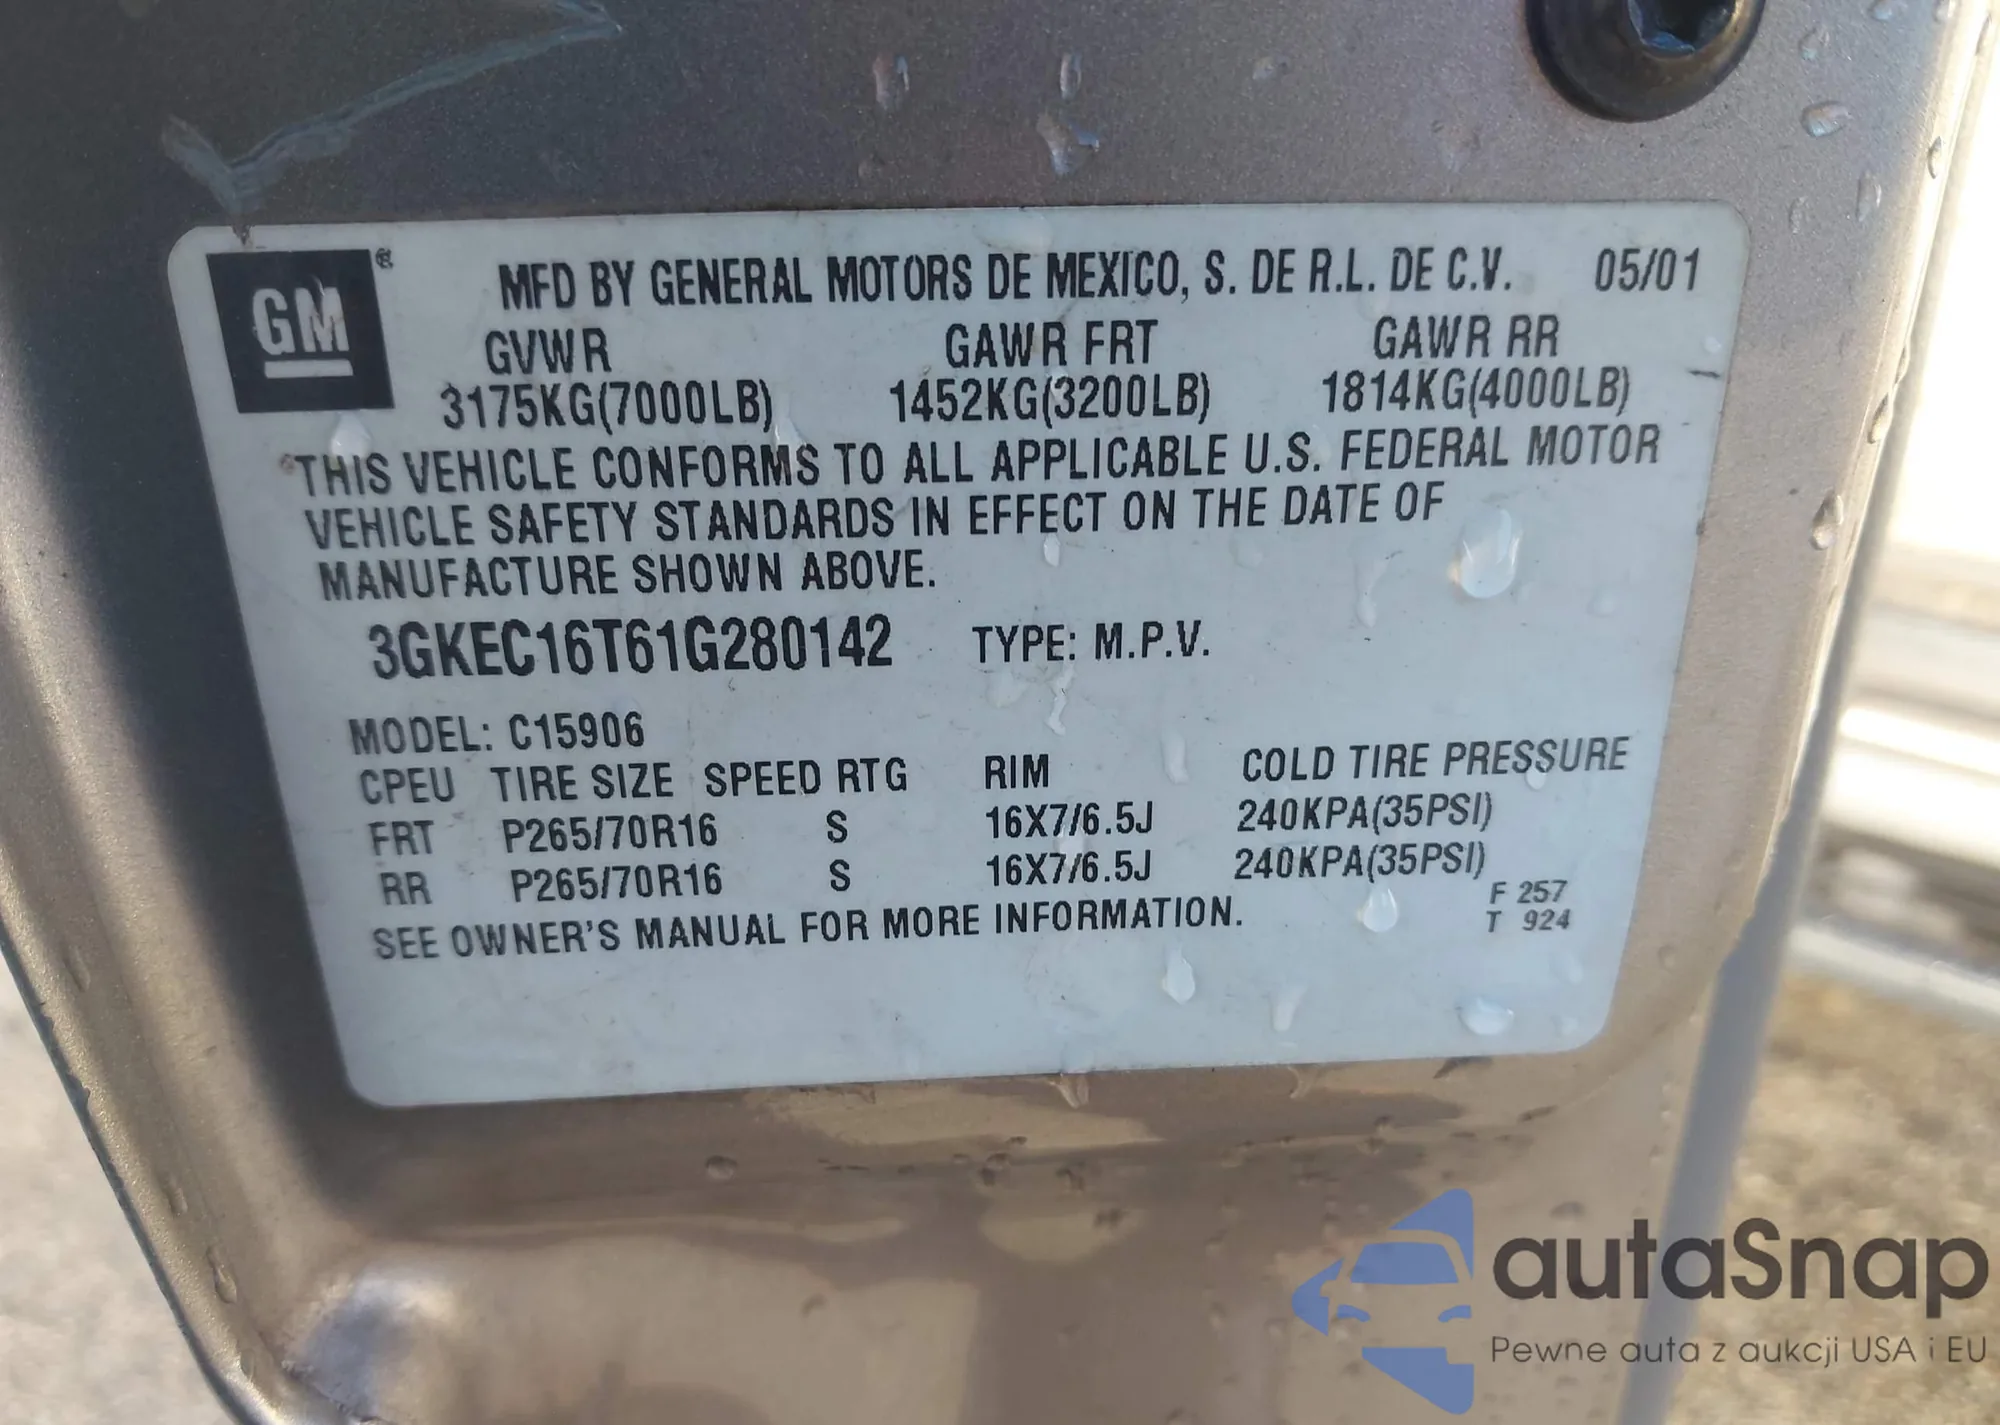 GM®
MFD BY GENERAL MOTORS DE MEXICO, S. DE R.L. DE C.V. 05/01
GVWR GAWR FRT GAWR RR
3175KG(7000LB) 1452KG(3200LB) 1814KG(4000LB)
THIS VEHICLE CONFORMS TO ALL APPLICABLE U.S. FEDERAL MOTOR
VEHICLE SAFETY STANDARDS IN EFFECT ON THE DATE OF
MANUFACTURE SHOWN ABOVE.
3GKEC16T61G280142 TYPE: M.P.V.
MODEL: C15906
CPEU TIRE SIZE SPEED RTG RIM COLD TIRE PRESSURE
FRT P265/70R16 S 16X7/6.5J 240KPA(35PSI)
RR P265/70R16 S 16X7/6.5J 240KPA(35PSI)
F 257
SEE OWNER'S MANUAL FOR MORE INFORMATION. T 924
autaSnap
Pewne auta z aukcji USA i EU